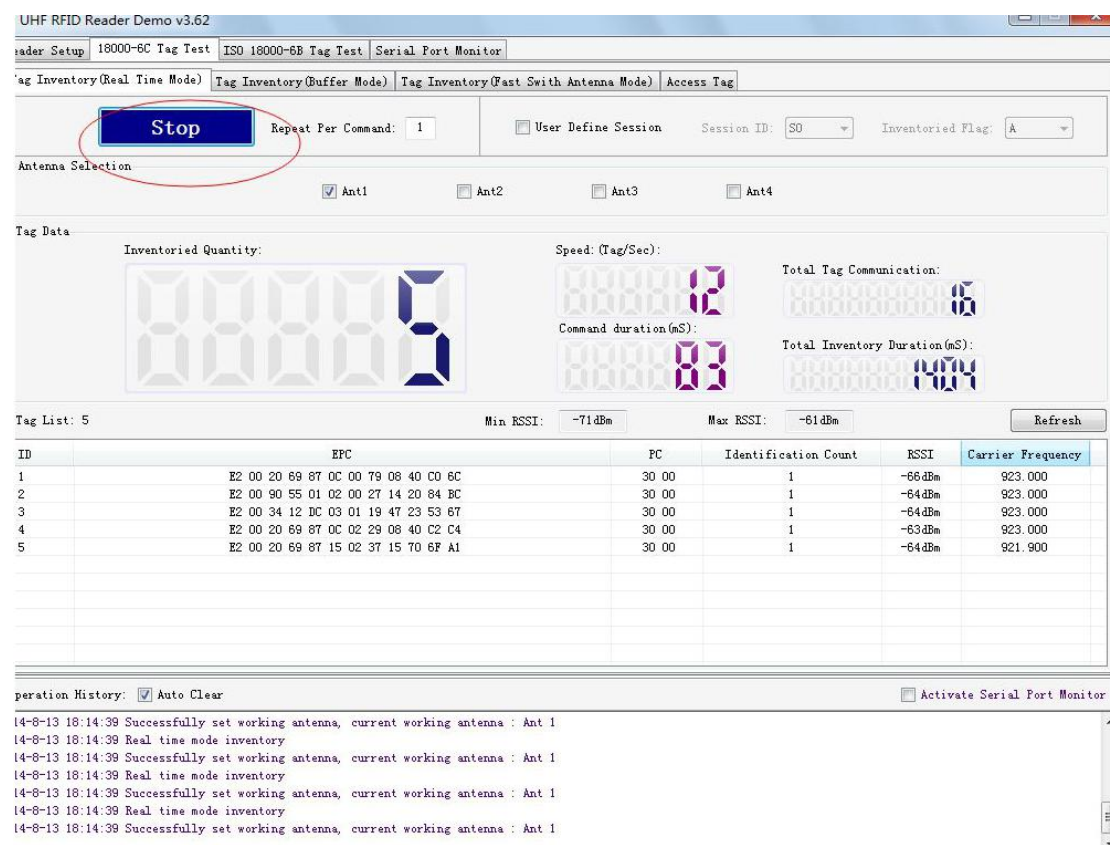 UHF RFID Reader Demo v3.62
eader Setup 18000-6C Tag Test ISO 18000-6B Tag Test Serial Port Monitor
ag Inventory(Real Time Mode) Tag Inventory(Buffer Mode) Tag Inventory(Fast Swith Antenna Mode) Access Tag
Stop Repeat Per Command: 1 User Define Session Session ID: S0 Inventoried Flag: A
Antenna Selection
Ant1 Ant2 Ant3 Ant4
Tag Data
Inventoried Quantity: Speed: (Tag/Sec): Total Tag Communication:
5 12 16
Command duration(mS): Total Inventory Duration(mS):
83 1404
Tag List: 5 Min RSSI: -71dBm Max RSSI: -61dBm Refresh
ID EPC PC Identification Count RSSI Carrier Frequency
1 E2 00 20 69 87 0C 00 79 08 40 C0 6C 30 00 1 -66dBm 923.000
2 E2 00 90 55 01 02 00 27 14 20 84 BC 30 00 1 -64dBm 923.000
3 E2 00 34 12 DC 03 01 19 47 23 53 67 30 00 1 -64dBm 923.000
4 E2 00 20 69 87 0C 02 29 08 40 C2 C4 30 00 1 -63dBm 923.000
5 E2 00 20 69 87 15 02 37 15 70 6F A1 30 00 1 -64dBm 921.900
peration History: Auto Clear Activate Serial Port Monitor
14-8-13 18:14:39 Successfully set working antenna, current working antenna : Ant 1
14-8-13 18:14:39 Real time mode inventory
14-8-13 18:14:39 Successfully set working antenna, current working antenna : Ant 1
14-8-13 18:14:39 Real time mode inventory
14-8-13 18:14:39 Successfully set working antenna, current working antenna : Ant 1
14-8-13 18:14:39 Real time mode inventory
14-8-13 18:14:39 Successfully set working antenna, current working antenna : Ant 1